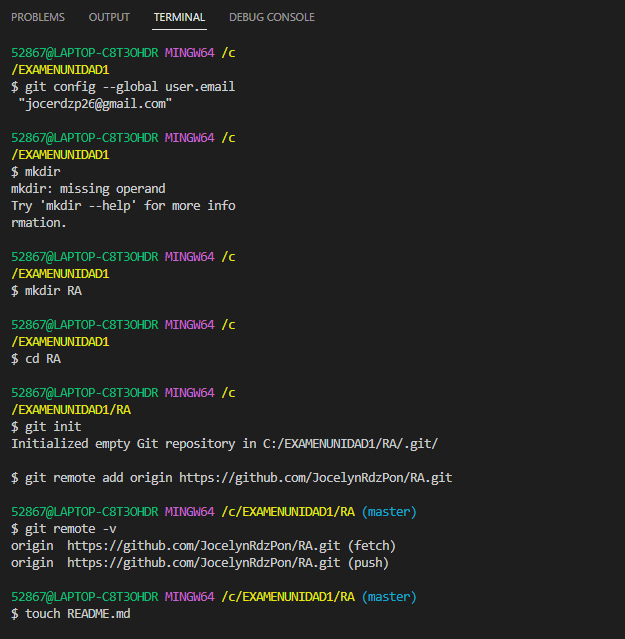 PROBLEMS OUTPUT TERMINAL DEBUG CONSOLE
52867@LAPTOP-C8T3OHDR MINGW64 /c
/EXAMENUNIDAD1
$ git config --global user.email
"jocerdzp26@gmail.com"
52867@LAPTOP-C8T3OHDR MINGW64 /c
/EXAMENUNIDAD1
$ mkdir
mkdir: missing operand
Try 'mkdir --help' for more info
rmation.
52867@LAPTOP-C8T3OHDR MINGW64 /c
/EXAMENUNIDAD1
$ mkdir RA
52867@LAPTOP-C8T3OHDR MINGW64 /c
/EXAMENUNIDAD1
$ cd RA
52867@LAPTOP-C8T3OHDR MINGW64 /c
/EXAMENUNIDAD1/RA
$ git init
Initialized empty Git repository in C:/EXAMENUNIDAD1/RA/.git/
$ git remote add origin https://github.com/JocelynRdzPon/RA.git
52867@LAPTOP-C8T3OHDR MINGW64 /c/EXAMENUNIDAD1/RA (master)
$ git remote -v
origin https://github.com/JocelynRdzPon/RA.git (fetch)
origin https://github.com/JocelynRdzPon/RA.git (push)
52867@LAPTOP-C8T3OHDR MINGW64 /c/EXAMENUNIDAD1/RA (master)
$ touch README.md